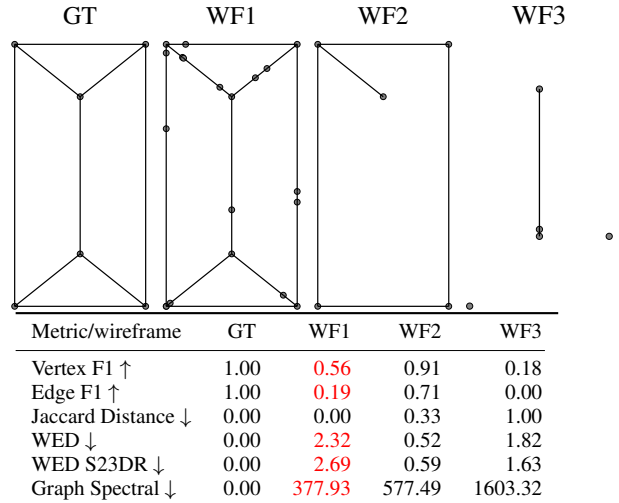 GT WF1 WF2 WF3
Metric/wireframe GT WF1 WF2 WF3
Vertex F1 ↑ 1.00 0.56 0.91 0.18
Edge F1 ↑ 1.00 0.19 0.71 0.00
Jaccard Distance ↓ 0.00 0.00 0.33 1.00
WED ↓ 0.00 2.32 0.52 1.82
WED S23DR ↓ 0.00 2.69 0.59 1.63
Graph Spectral ↓ 0.00 377.93 577.49 1603.32